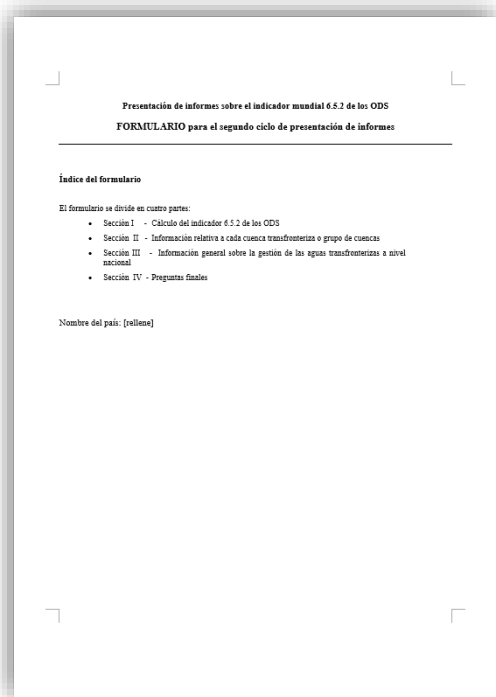 Presentación de informes sobre el indicador mundial 6.5.2 de los ODS
FORMULARIO para el segundo ciclo de presentación de informes
Índice del formulario
El formulario se divide en cuatro partes:
• Sección I - Cálculo del indicador 6.5.2 de los ODS
• Sección II - Información relativa a cada cuenca transfronteriza o grupo de cuencas
• Sección III - Información general sobre la gestión de las aguas transfronterizas a nivel
nacional
• Sección IV - Preguntas finales
Nombre del país: [rellene]